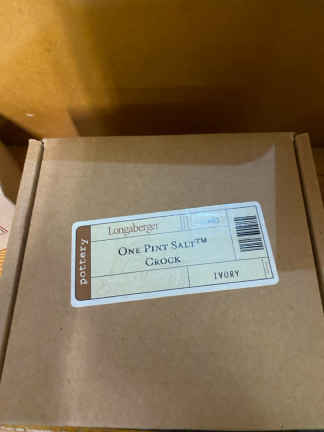 pottery
Longaberger
ONE PINT SALT™
CROCK
IVORY